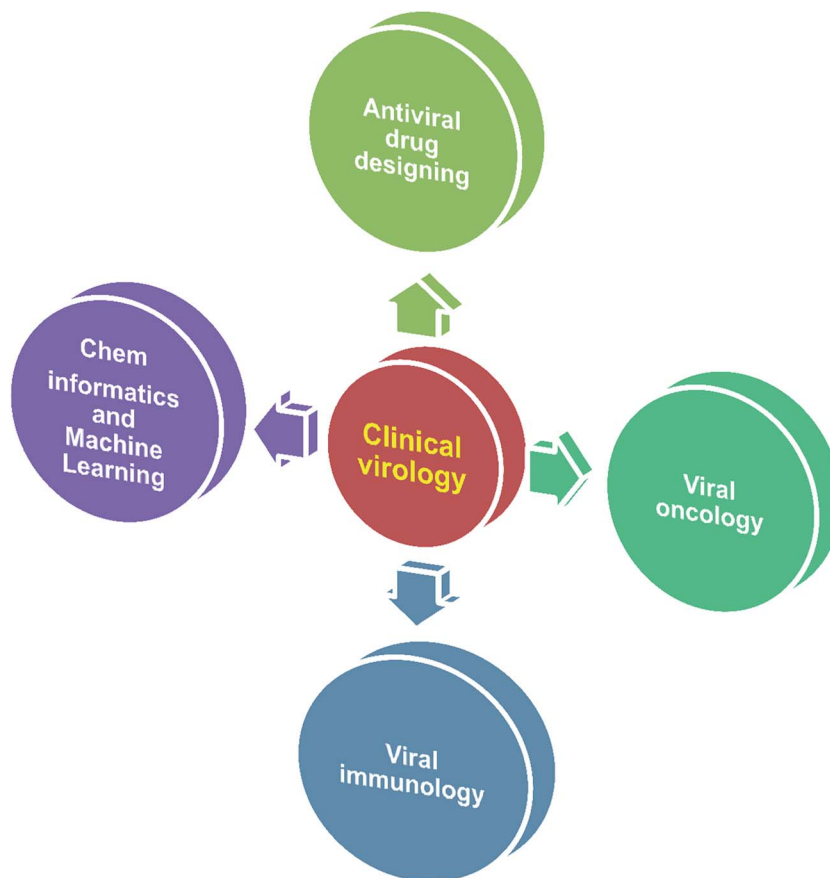 Antiviral
drug
designing
Chem
informatics
and
Machine
Learning
Clinical
virology
Viral
oncology
Viral
immunology